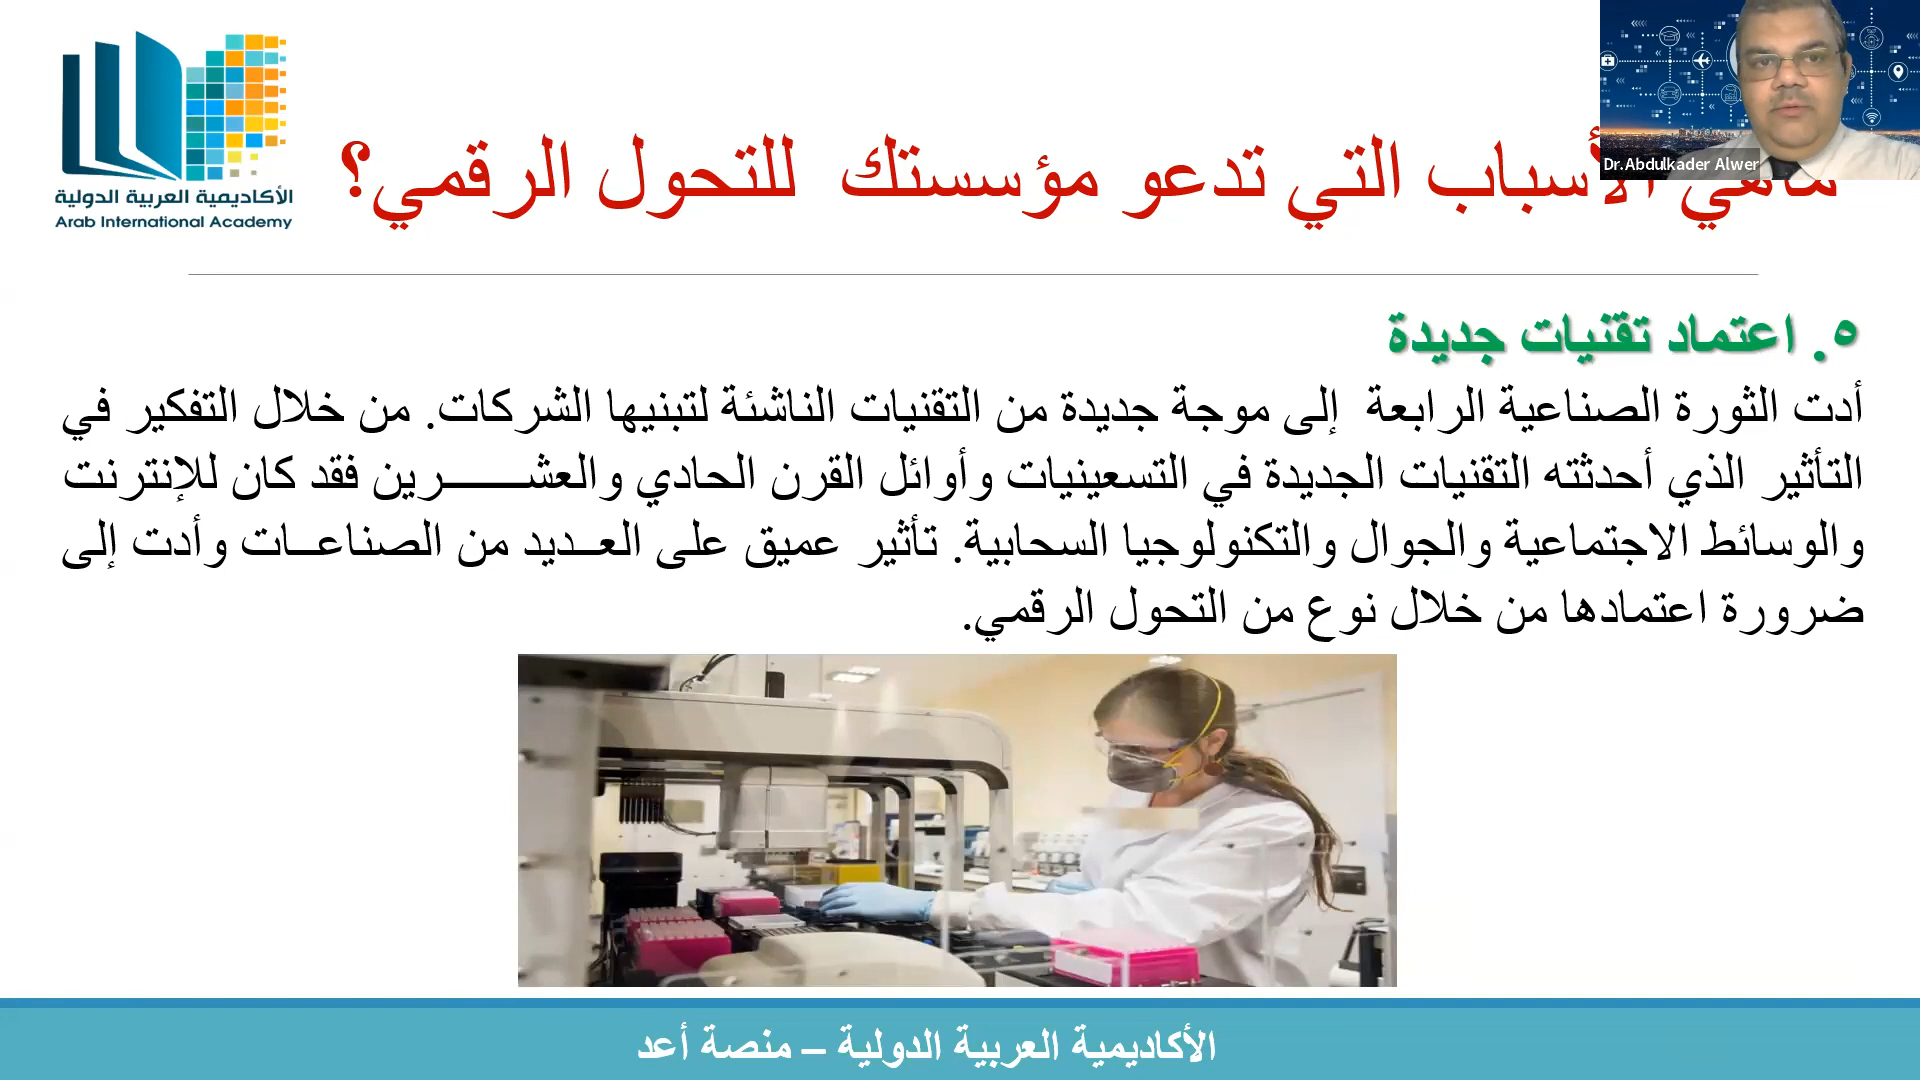 الأكاديمية العربية الدولية
Arab International Academy
Dr.Abdulkader Alwer
ماهي الأسباب التي تدعو مؤسستك للتحول الرقمي؟
٥. اعتماد تقنيات جديدة
أدت الثورة الصناعية الرابعة إلى موجة جديدة من التقنيات الناشئة لتبنيها الشركات. من خلال التفكير في
التأثير الذي أحدثته التقنيات الجديدة في التسعينيات وأوائل القرن الحادي والعشـــــــرين فقد كان للإنترنت
والوسائط الاجتماعية والجوال والتكنولوجيا السحابية. تأثير عميق على العــديد من الصناعــات وأدت إلى
ضرورة اعتمادها من خلال نوع من التحول الرقمي.
الأكاديمية العربية الدولية – منصة أعد